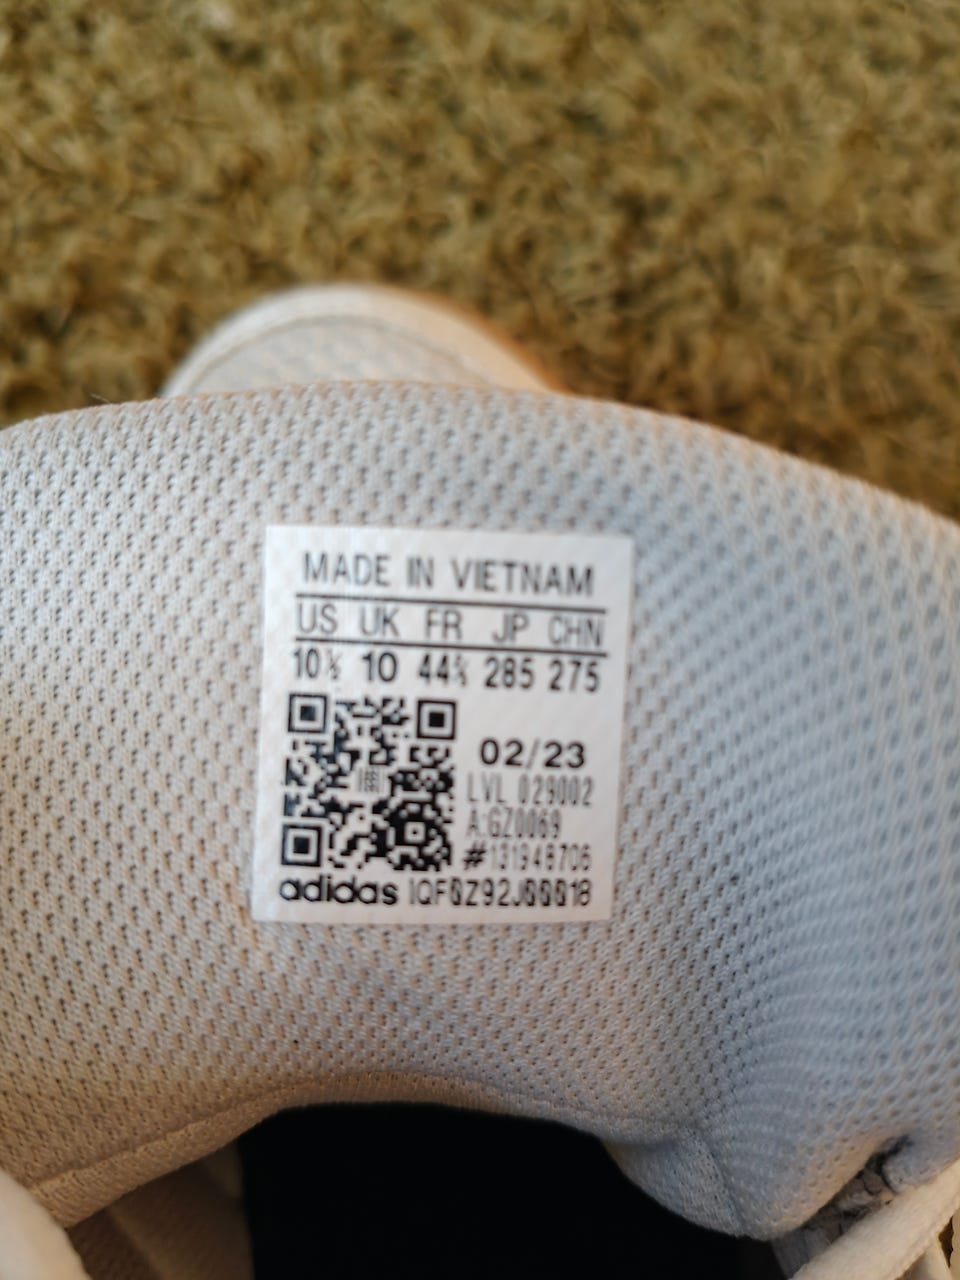 MADE IN VIETNAM
US UK FR JP CHN
10½ 10 44⅔ 285 275
02/23
LVL 029002
A:GZ0069
#131948706
adidas IQF0Z92J00018